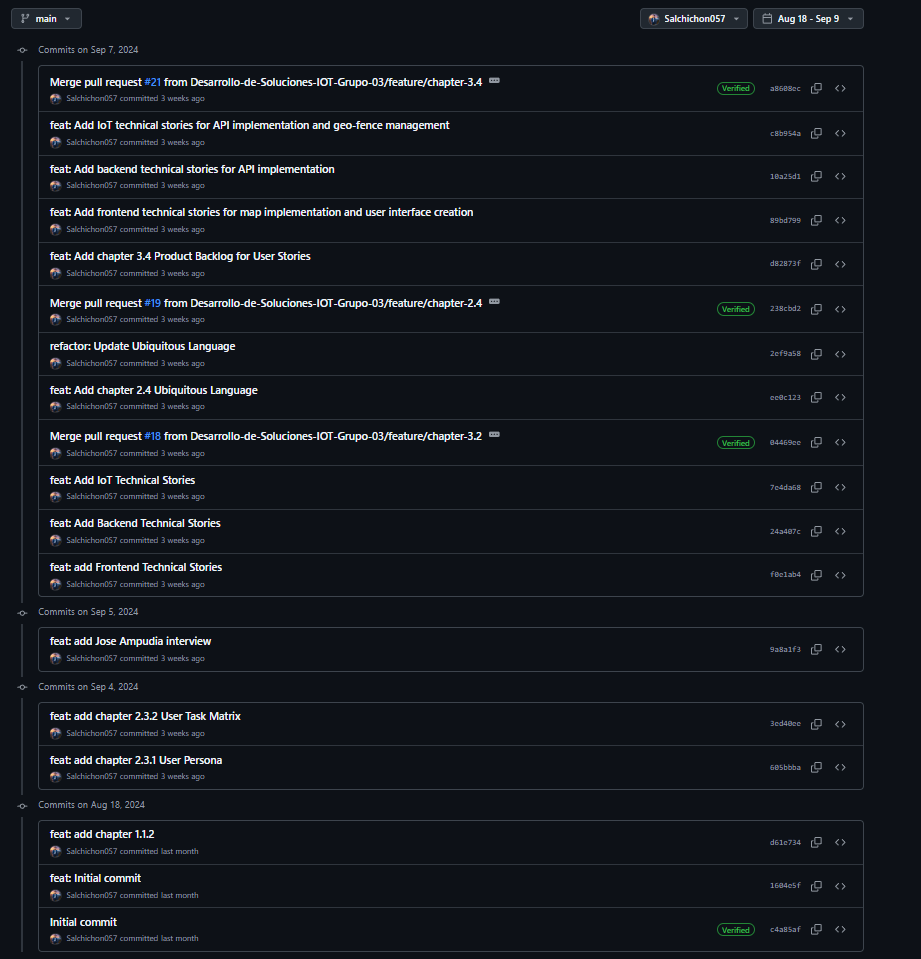 main
Salchichon057
Aug 18 - Sep 9
Commits on Sep 7, 2024
Merge pull request #21 from Desarrollo-de-Soluciones-IOT-Grupo-03/feature/chapter-3.4
Verified
a8608ec
Salchichon057 committed 3 weeks ago
feat: Add IoT technical stories for API implementation and geo-fence management
c8b954a
Salchichon057 committed 3 weeks ago
feat: Add backend technical stories for API implementation
10a25d1
Salchichon057 committed 3 weeks ago
feat: Add frontend technical stories for map implementation and user interface creation
89bd799
Salchichon057 committed 3 weeks ago
feat: Add chapter 3.4 Product Backlog for User Stories
d82873f
Salchichon057 committed 3 weeks ago
Merge pull request #19 from Desarrollo-de-Soluciones-IOT-Grupo-03/feature/chapter-2.4
Verified
238cbd2
Salchichon057 committed 3 weeks ago
refactor: Update Ubiquitous Language
2ef9a58
Salchichon057 committed 3 weeks ago
feat: Add chapter 2.4 Ubiquitous Language
ee0c123
Salchichon057 committed 3 weeks ago
Merge pull request #18 from Desarrollo-de-Soluciones-IOT-Grupo-03/feature/chapter-3.2
Verified
04469ee
Salchichon057 committed 3 weeks ago
feat: Add IoT Technical Stories
7e4da68
Salchichon057 committed 3 weeks ago
feat: Add Backend Technical Stories
24a407c
Salchichon057 committed 3 weeks ago
feat: add Frontend Technical Stories
f0e1ab4
Salchichon057 committed 3 weeks ago
Commits on Sep 5, 2024
feat: add Jose Ampudia interview
9a8a1f3
Salchichon057 committed 3 weeks ago
Commits on Sep 4, 2024
feat: add chapter 2.3.2 User Task Matrix
3ed40ee
Salchichon057 committed 3 weeks ago
feat: add chapter 2.3.1 User Persona
605bbba
Salchichon057 committed 3 weeks ago
Commits on Aug 18, 2024
feat: add chapter 1.1.2
d61e734
Salchichon057 committed last month
feat: Initial commit
1604e5f
Salchichon057 committed last month
Initial commit
Verified
c4a85af
Salchichon057 committed last month